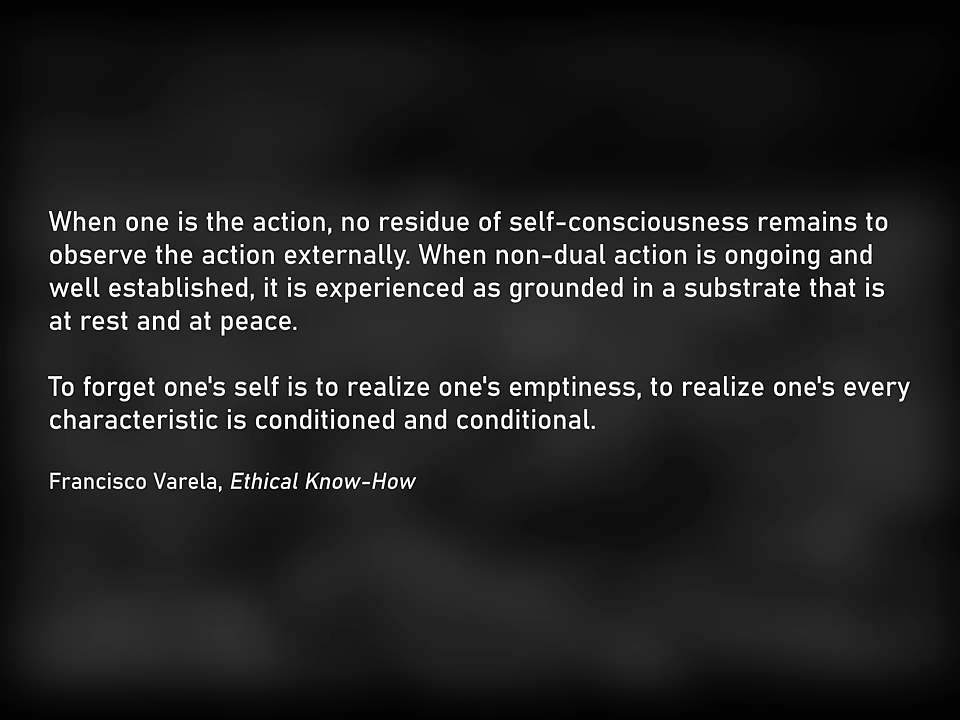 When one is the action, no residue of self-consciousness remains to
observe the action externally. When non-dual action is ongoing and
well established, it is experienced as grounded in a substrate that is
at rest and at peace.
To forget one's self is to realize one's emptiness, to realize one's every
characteristic is conditioned and conditional.
Francisco Varela, Ethical Know-How